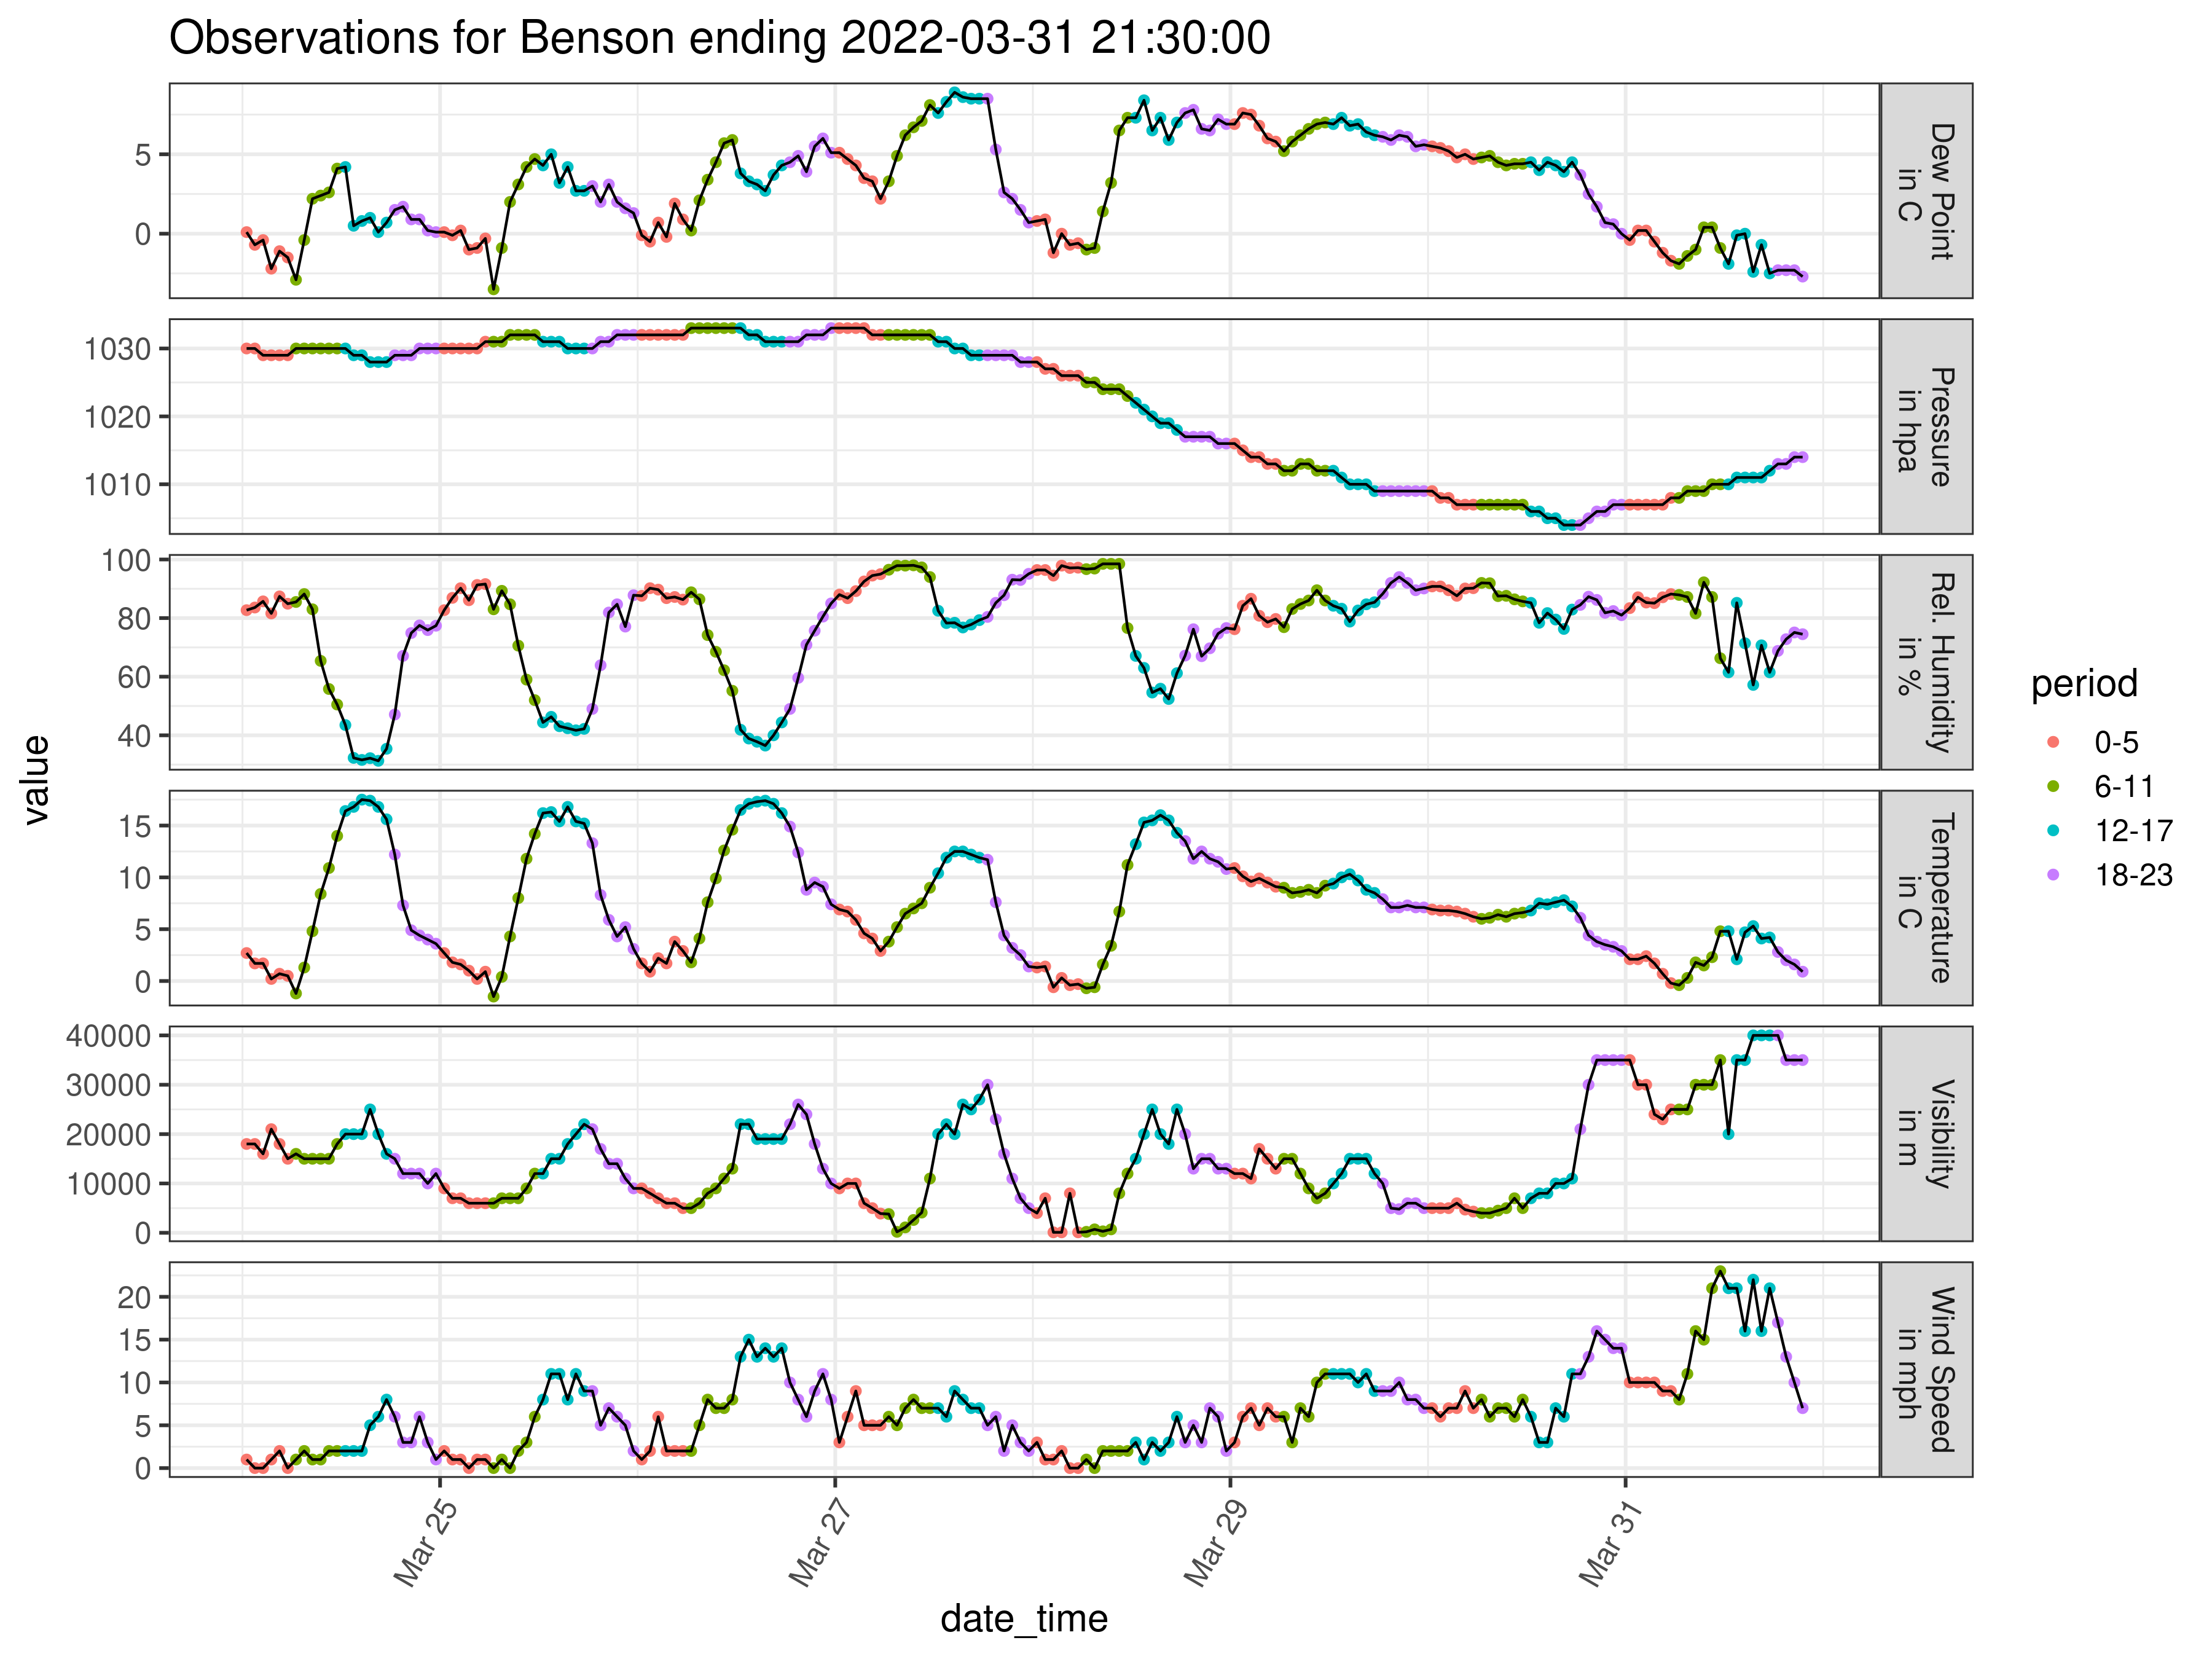 Observations for Benson ending 2022-03-31 21:30:00
value
5
0
Dew Point
in C
1030
1020
1010
Pressure
in hpa
100
80
60
40
Rel. Humidity
in %
15
10
5
0
Temperature
in C
40000
30000
20000
10000
0
Visibility
in m
20
15
10
5
0
Wind Speed
in mph
Mar 25
Mar 27
Mar 29
Mar 31
date_time
period
0-5
6-11
12-17
18-23